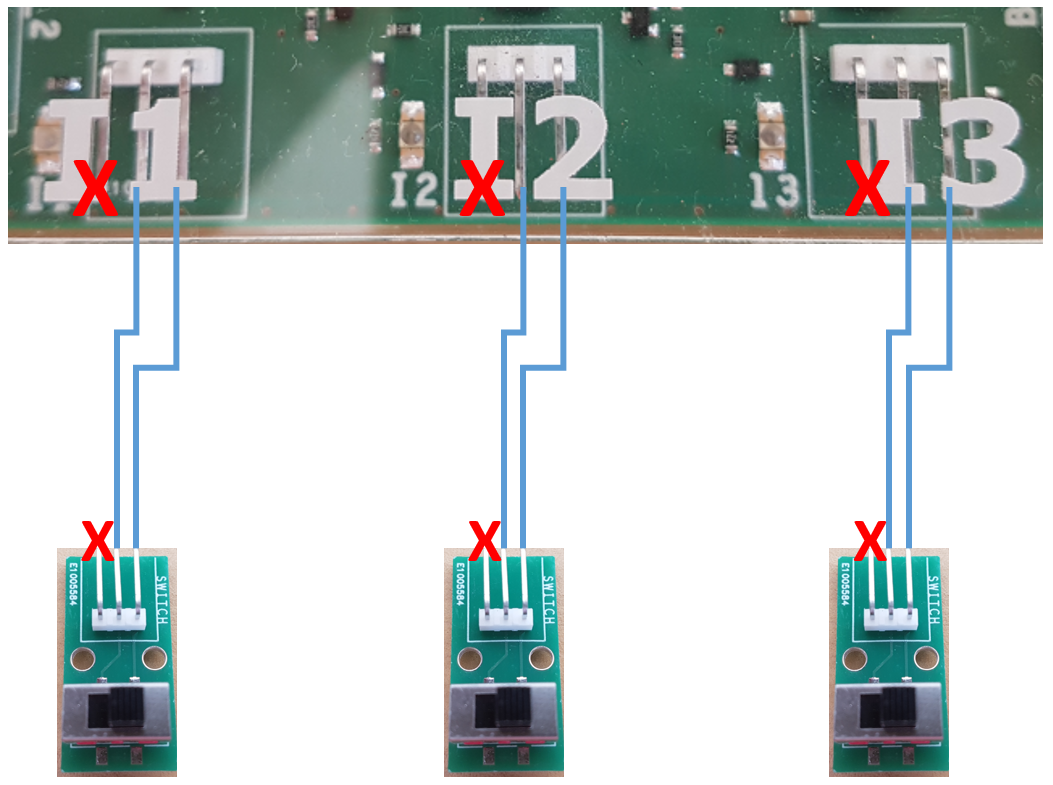 I1 I2 I3
I2 I3
X X X
X X X
E1005584 SWITCH E1005584 SWITCH E1005584 SWITCH